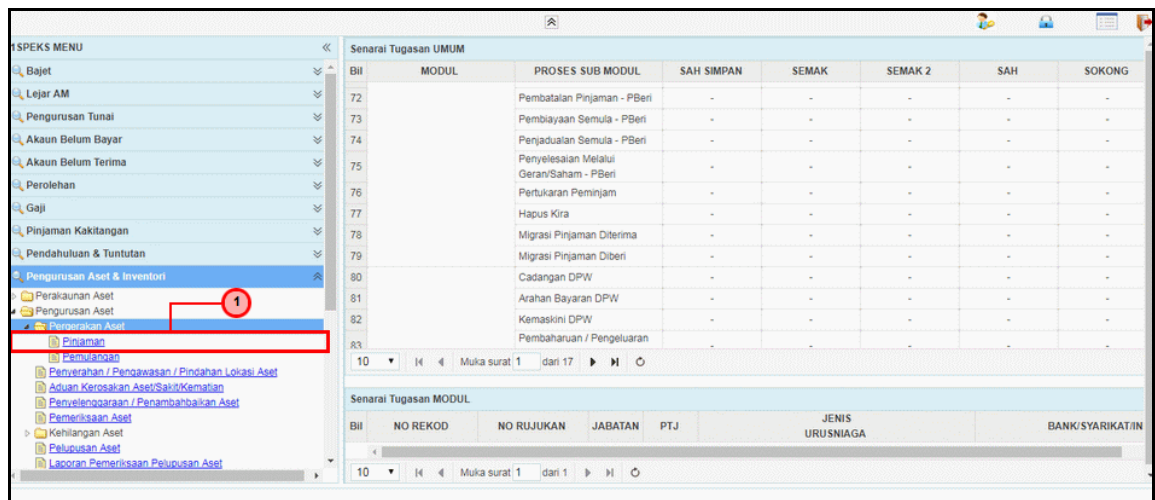 1SPEKS MENU
Bajet
Lejar AM
Pengurusan Tunai
Akaun Belum Bayar
Akaun Belum Terima
Perolehan
Gaji
Pinjaman Kakitangan
Pendahuluan & Tuntutan
Pengurusan Aset & Inventori
Perakaunan Aset
Pengurusan Aset
1
Pergerakan Aset
Pinjaman
Pemulangan
Penyerahan / Pengawasan / Pindahan Lokasi Aset
Aduan Kerosakan Aset/Sakit/Kematian
Penyelenggaraan / Penambahbaikan Aset
Pemeriksaan Aset
Kehilangan Aset
Pelupusan Aset
Laporan Pemeriksaan Pelupusan Aset
Senarai Tugasan UMUM
Bil MODUL PROSES SUB MODUL SAH SIMPAN SEMAK SEMAK 2 SAH SOKONG
72 Pembatalan Pinjaman - PBeri - - - - -
73 Pembiayaan Semula - PBeri - - - - -
74 Penjadualan Semula - PBeri - - - - -
75 Penyelesaian Melalui
Geran/Saham - PBeri - - - - -
76 Pertukaran Peminjam - - - - -
77 Hapus Kira - - - - -
78 Migrasi Pinjaman Diterima - - - - -
79 Migrasi Pinjaman Diberi - - - - -
80 Cadangan DPW - - - - -
81 Arahan Bayaran DPW - - - - -
82 Kemaskini DPW - - - - -
83 Pembaharuan / Pengeluaran - - - - -
10 Muka surat 1 dari 17
Senarai Tugasan MODUL
Bil NO REKOD NO RUJUKAN JABATAN PTJ JENIS
URUSNIAGA BANK/SYARIKAT/IN
10 Muka surat 1 dari 1